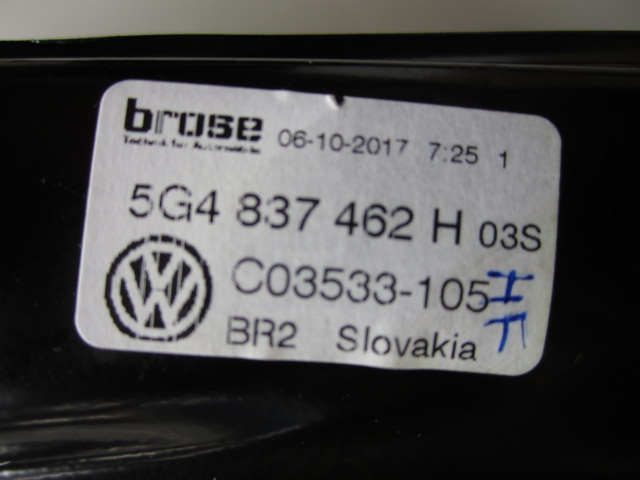 brose 06-10-2017 7:25 1
Technik für Automobile
5G4 837 462 H 03S
C03533-105
BR2 Slovakia